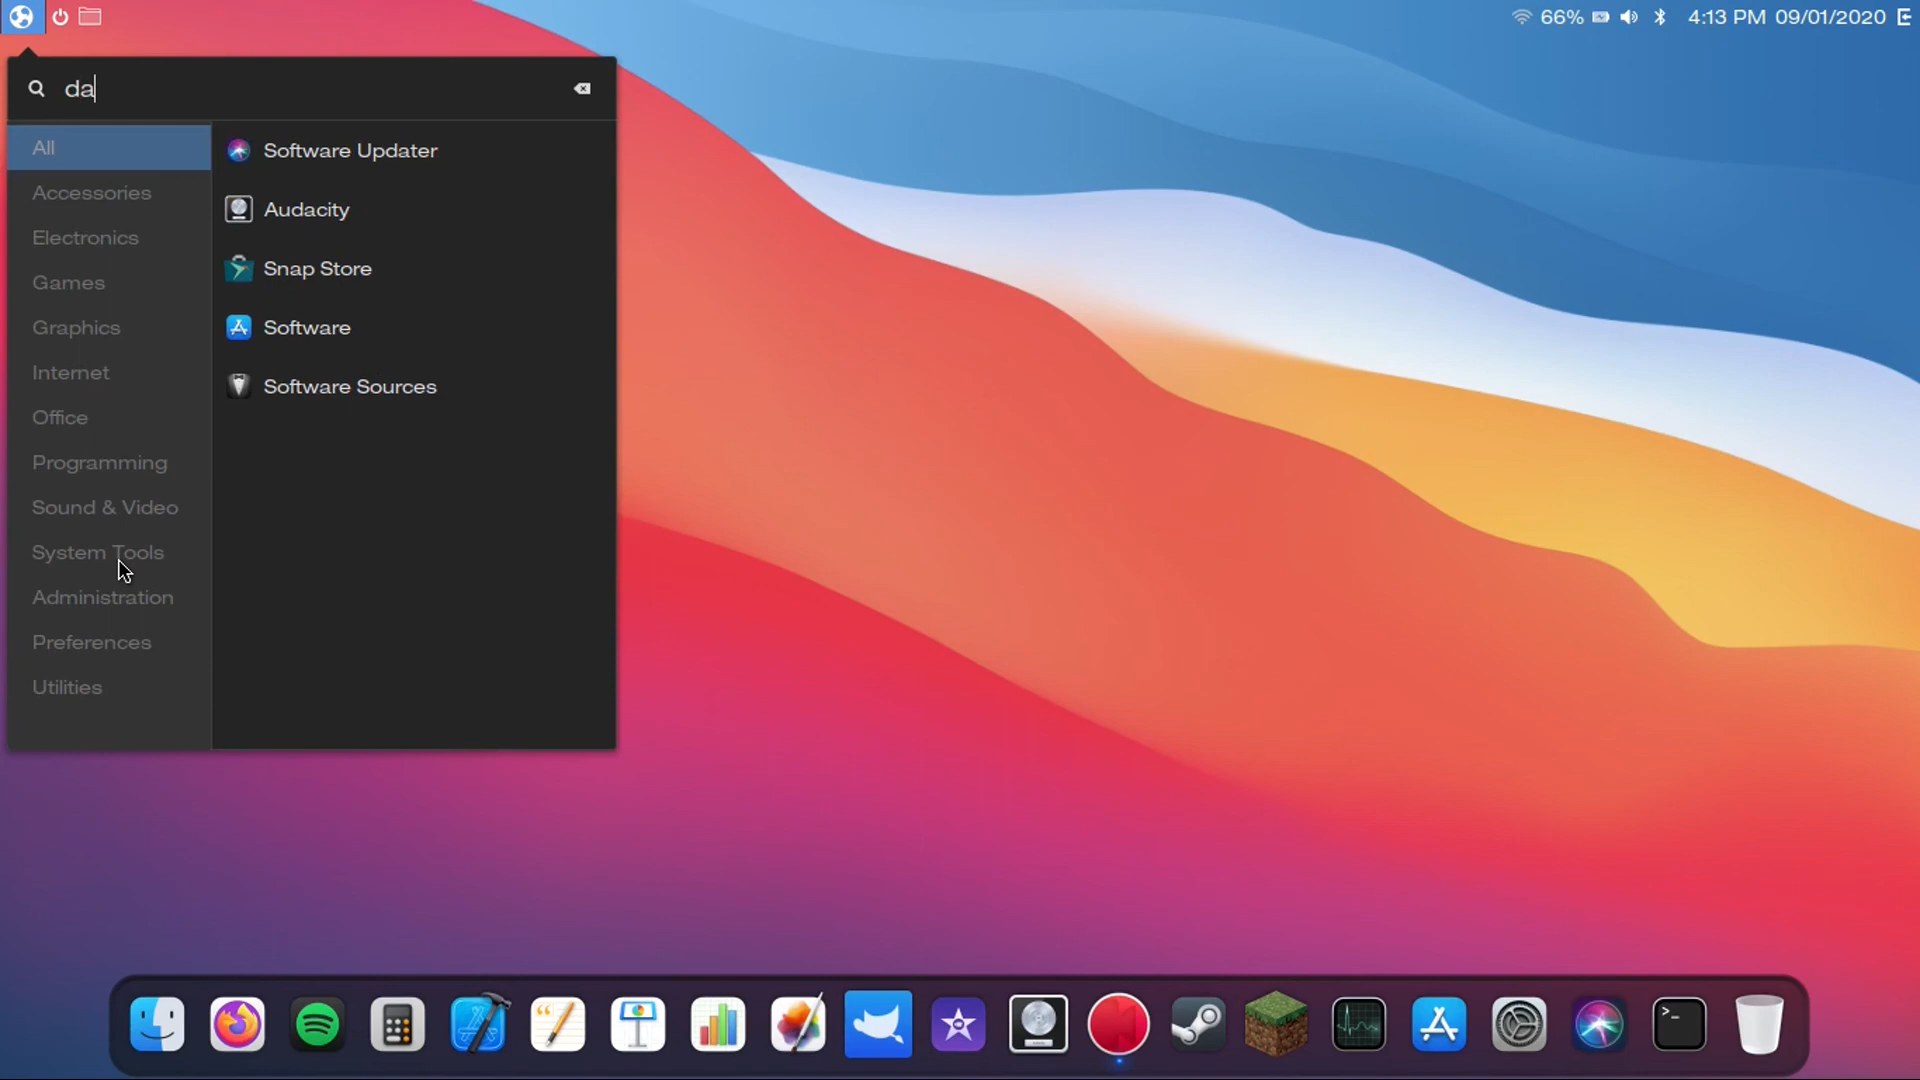 66%
4:13 PM 09/01/2020
da
All
Accessories
Electronics
Games
Graphics
Internet
Office
Programming
Sound & Video
System Tools
Administration
Preferences
Utilities
Software Updater
Audacity
Snap Store
Software
Software Sources
>_